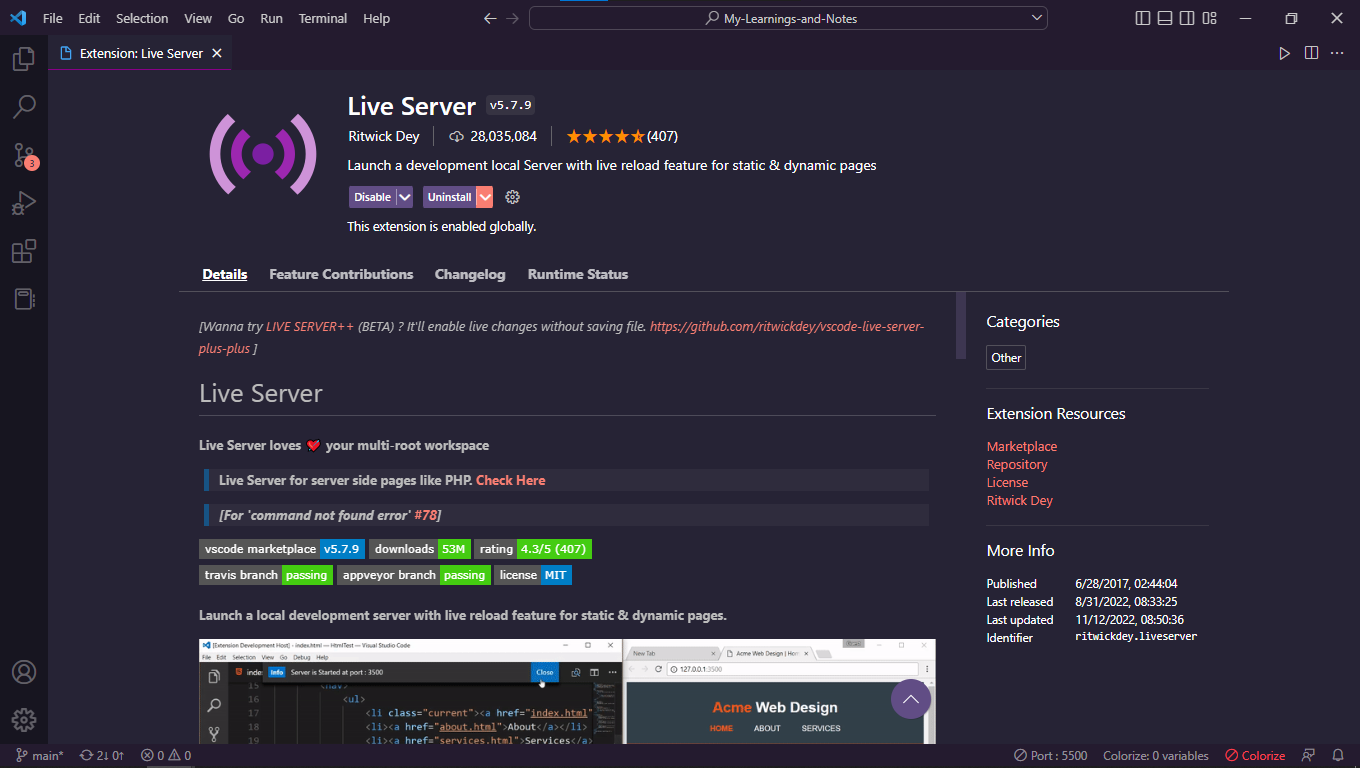 File Edit Selection View Go Run Terminal Help My-Learnings-and-Notes
Extension: Live Server
Live Server v5.7.9
Ritwick Dey 28,035,084 (407)
Launch a development local Server with live reload feature for static & dynamic pages
Disable Uninstall
This extension is enabled globally.
3
Details Feature Contributions Changelog Runtime Status
[Wanna try LIVE SERVER++ (BETA) ? It'll enable live changes without saving file. https://github.com/ritwickdey/vscode-live-server-
plus-plus ]
Live Server
Live Server loves 💓 your multi-root workspace
Live Server for server side pages like PHP. Check Here
[For 'command not found error' #78]
vscode marketplace v5.7.9 downloads 53M rating 4.3/5 (407)
travis branch passing appveyor branch passing license MIT
Launch a local development server with live reload feature for static & dynamic pages.
[Extension Development Host] - index.html — HtmlTest — Visual Studio Code
File Edit Selection View Go Debug Help
index Info Server is Started at port : 3500 Close
15 <nav>
16 <ul>
17 <li class="current"><a href="index.html"
18 <li><a href="about.html">About</a></li>
19 <li><a href="services.html">Services</a>
New Tab Acme Web Design | Hom
127.0.0.1:3500
Acme Web Design
HOME ABOUT SERVICES
Categories
Other
Extension Resources
Marketplace
Repository
License
Ritwick Dey
More Info
Published 6/28/2017, 02:44:04
Last released 8/31/2022, 08:33:25
Last updated 11/12/2022, 08:50:36
Identifier ritwickdey.liveserver
main* 2↓ 0↑ 0 0 Port : 5500 Colorize: 0 variables Colorize